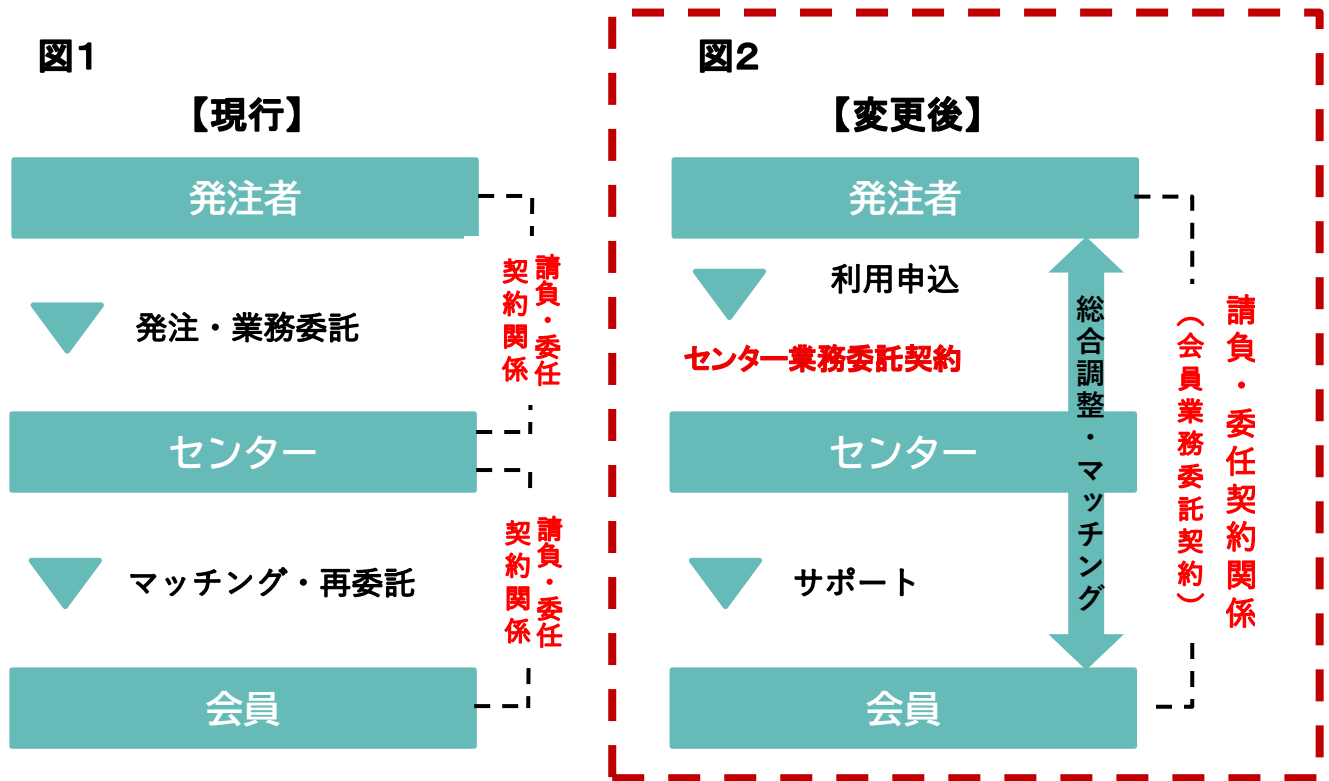 図1
【現行】
発注者
発注・業務委託
請負・委任
契約関係
センター
マッチング・再委託
請負・委任
契約関係
会員
図2
【変更後】
発注者
利用申込
センター業務委託契約
センター
サポート
総合調整・マッチング
請負・委任契約関係
（会員業務委託契約）
会員